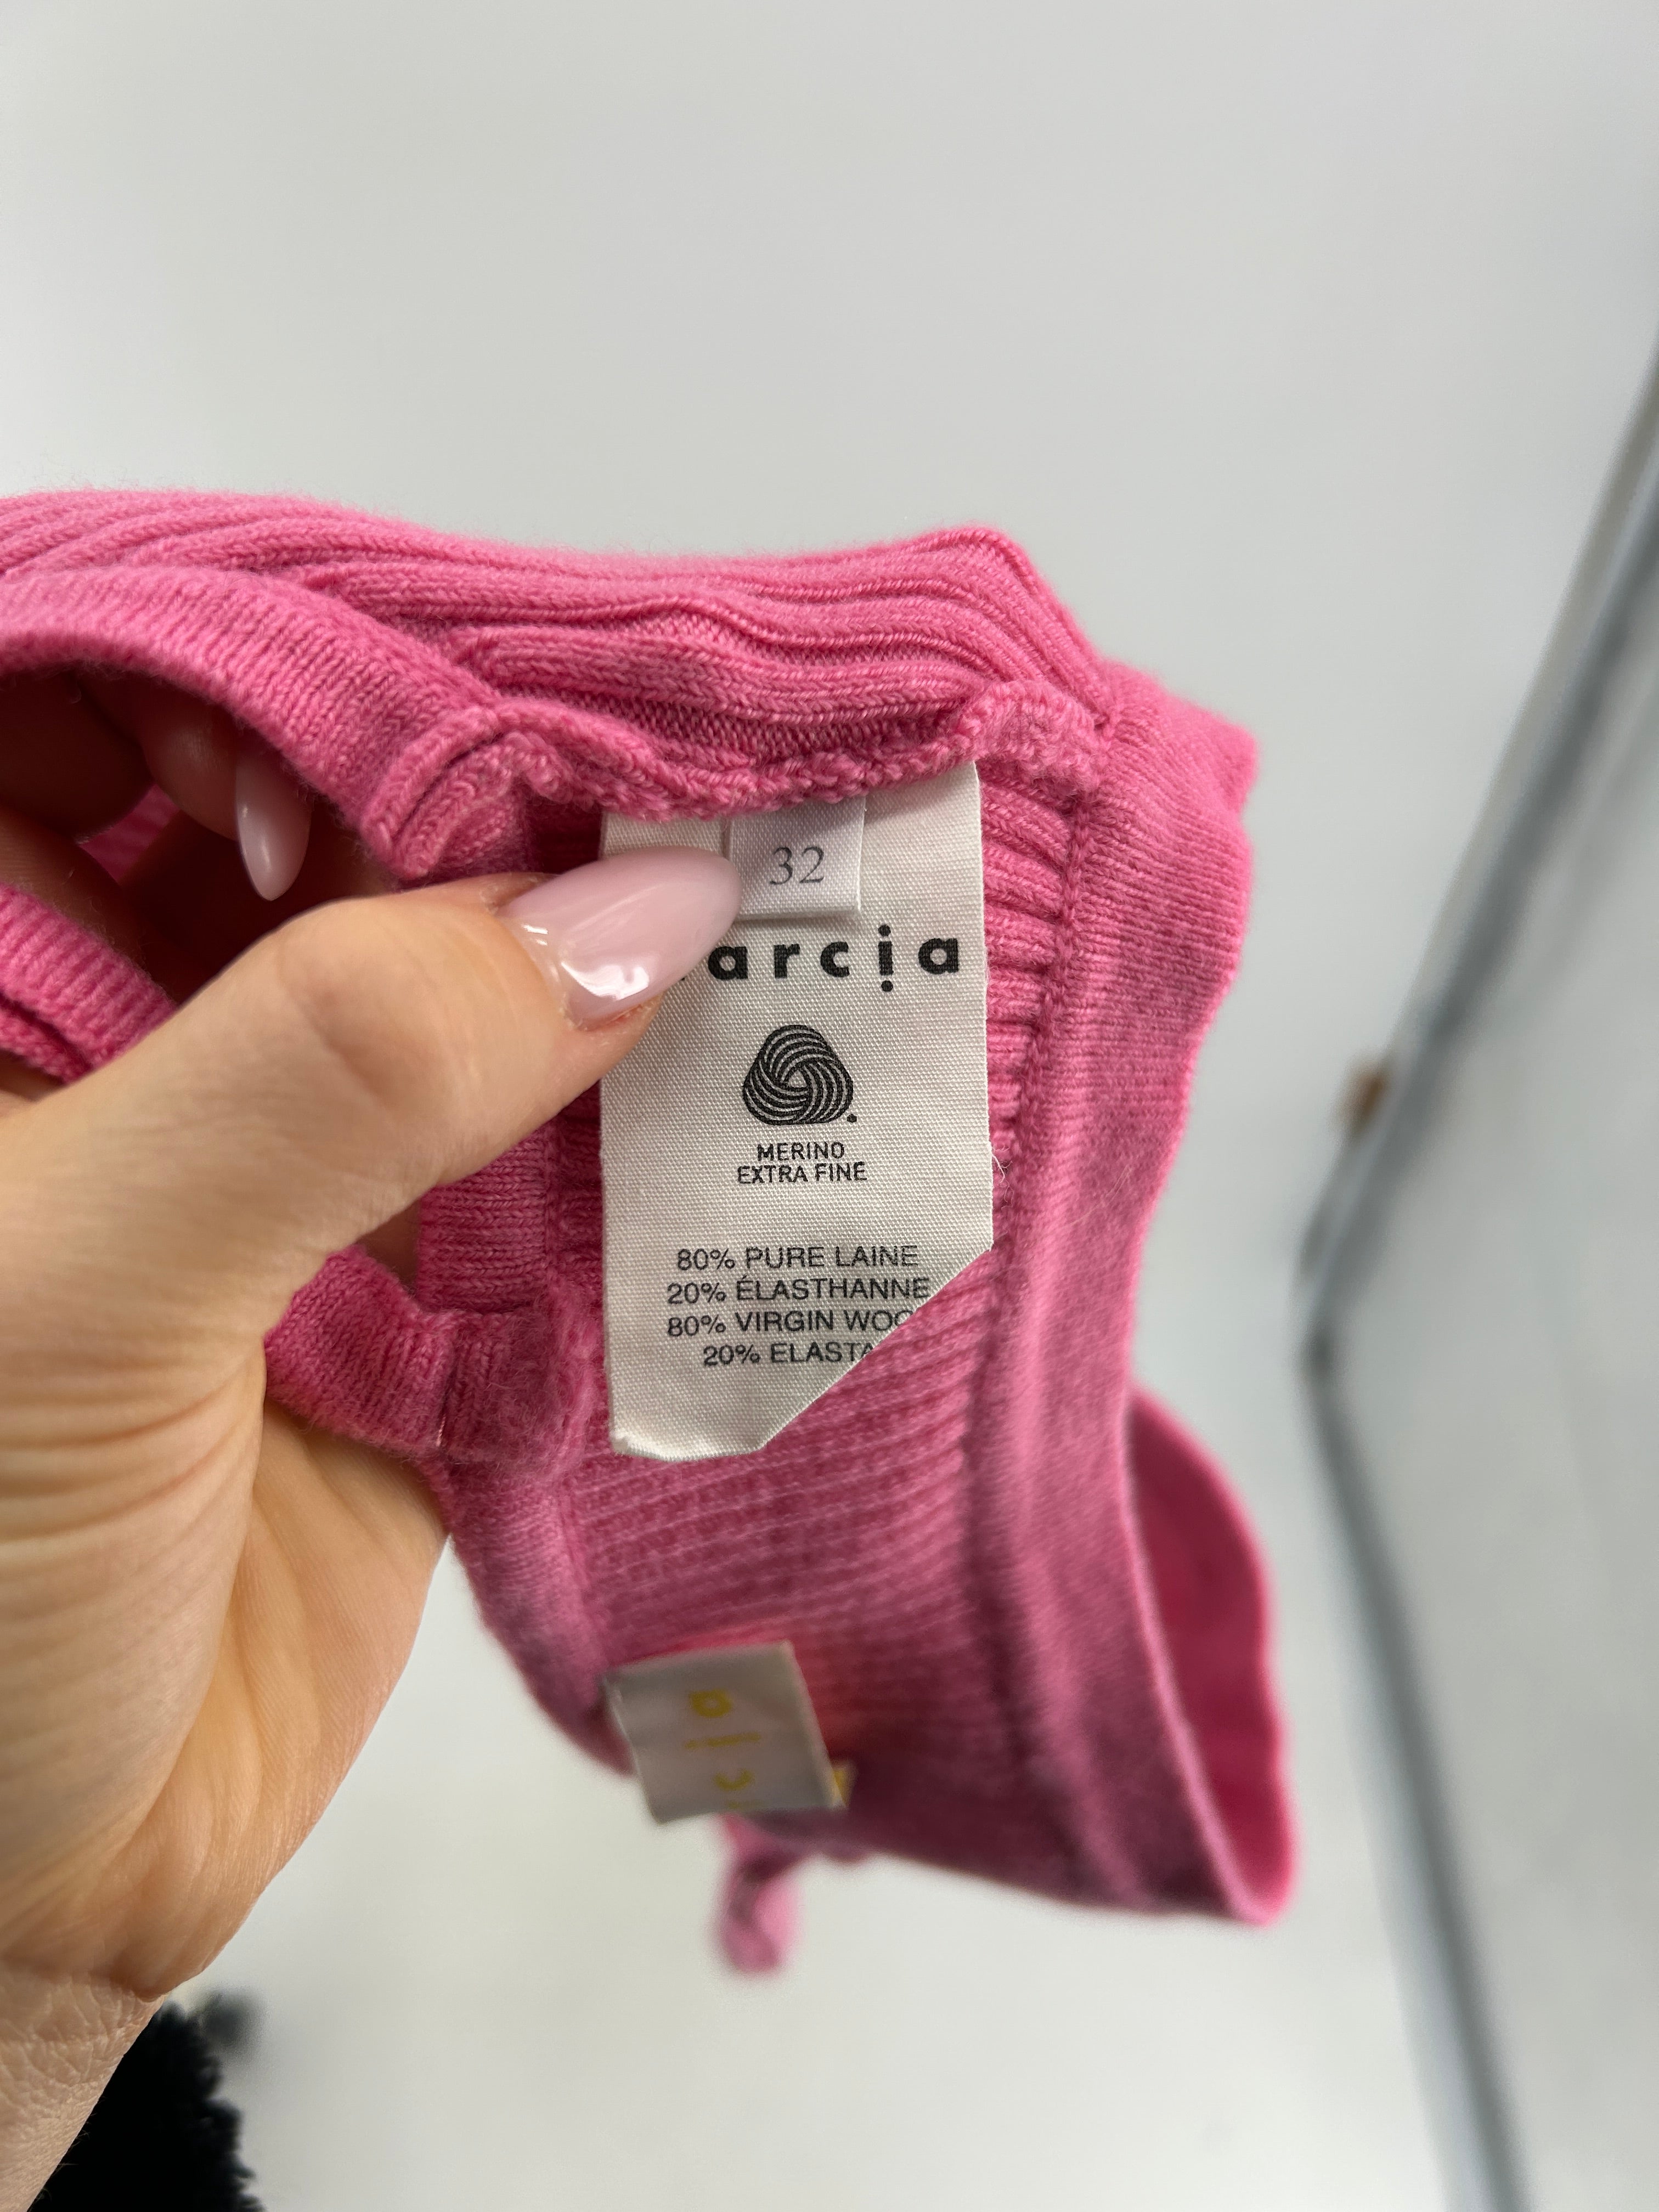 32
arcia
MERINO
EXTRA FINE
80% PURE LAINE
20% ÉLASTHANNE
80% VIRGIN WOO
20% ELASTA